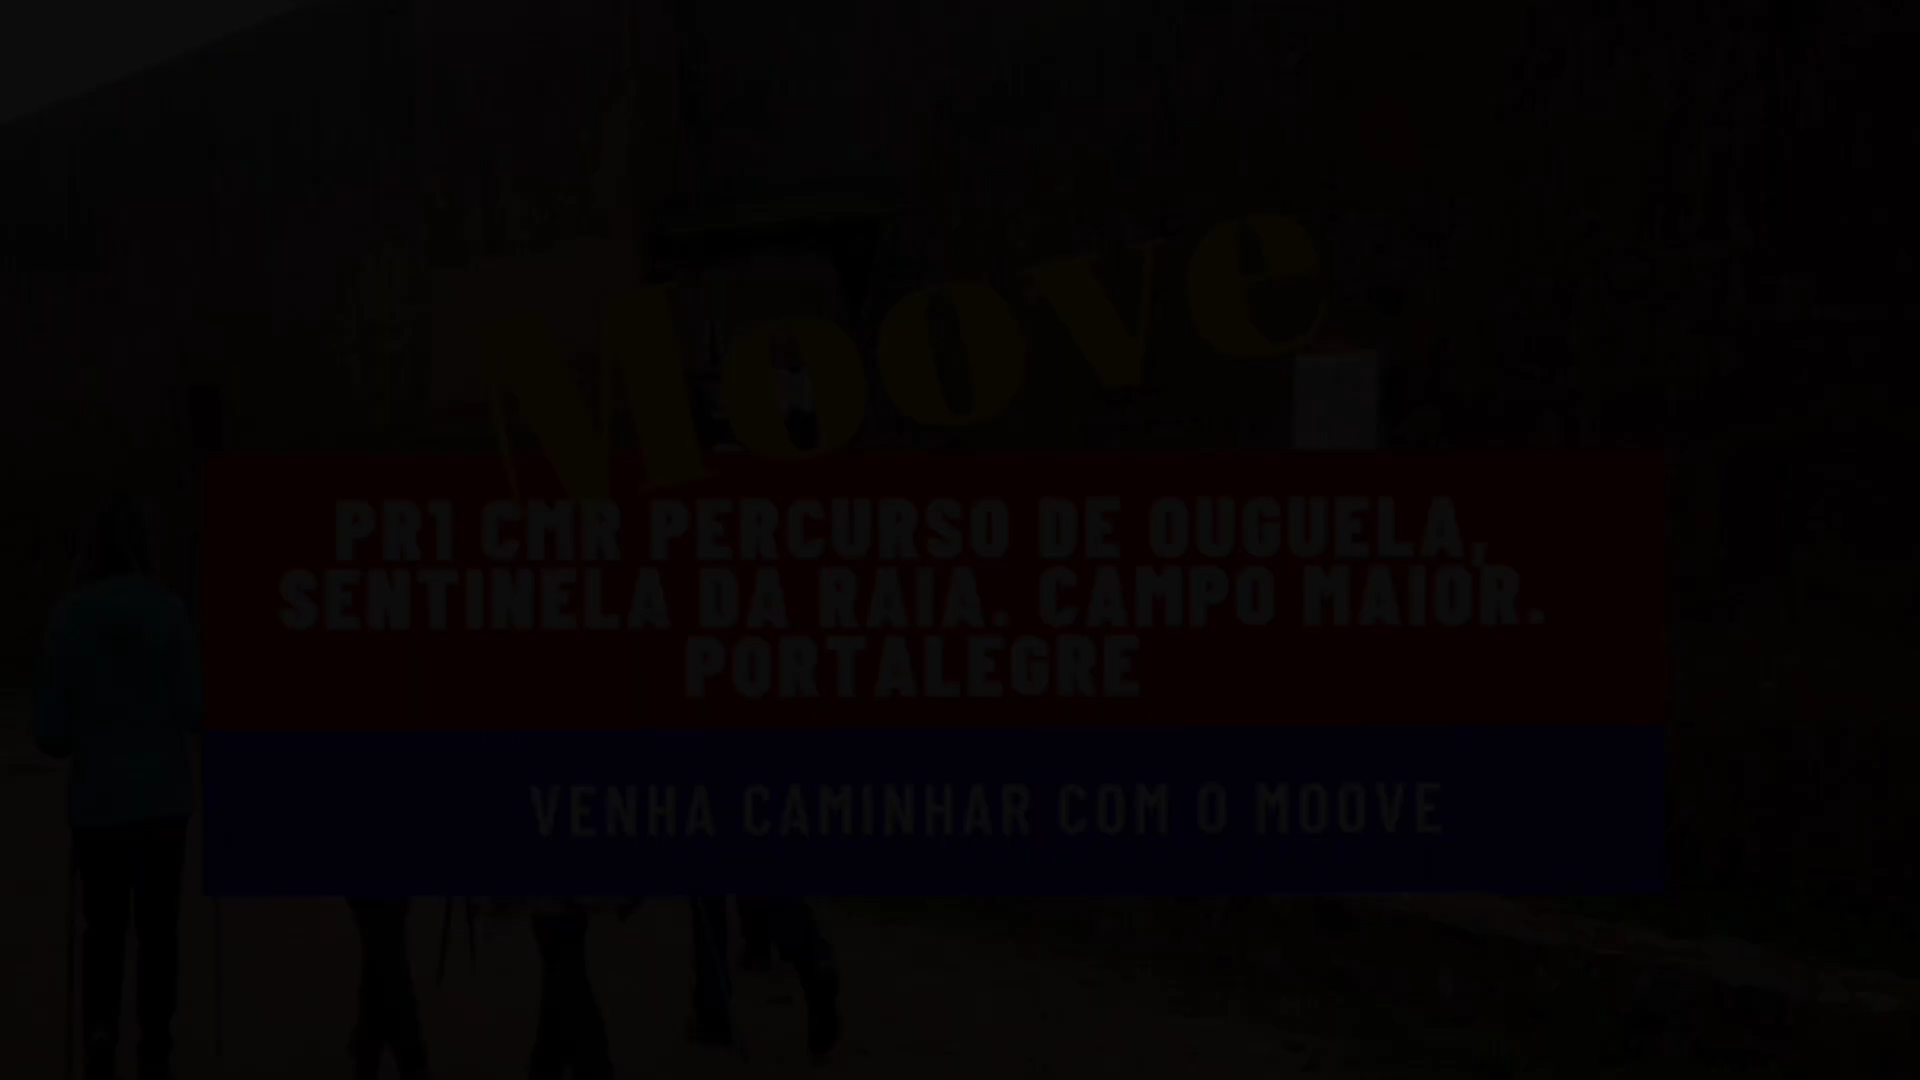 Moove
PR1 CMR PERCURSO DE OUGUELA,
SENTINELA DA RAIA. CAMPO MAIOR.
PORTALEGRE
VENHA CAMINHAR COM O MOOVE